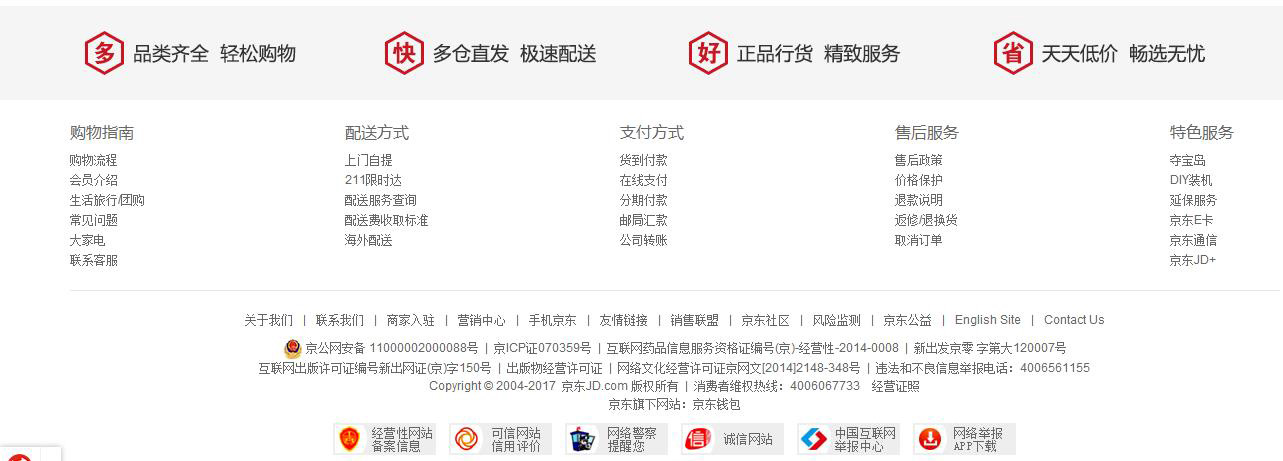 多 品类齐全 轻松购物
快 多仓直发 极速配送
好 正品行货 精致服务
省 天天低价 畅选无忧
购物指南
购物流程
会员介绍
生活旅行/团购
常见问题
大家电
联系客服
配送方式
上门自提
211限时达
配送服务查询
配送费收取标准
海外配送
支付方式
货到付款
在线支付
分期付款
邮局汇款
公司转账
售后服务
售后政策
价格保护
退款说明
返修/退换货
取消订单
特色服务
夺宝岛
DIY装机
延保服务
京东E卡
京东通信
京东JD+
关于我们 | 联系我们 | 商家入驻 | 营销中心 | 手机京东 | 友情链接 | 销售联盟 | 京东社区 | 风险监测 | 京东公益 | English Site | Contact Us
京公网安备 11000002000088号 | 京ICP证070359号 | 互联网药品信息服务资格证编号(京)-经营性-2014-0008 | 新出发京零 字第大120007号
互联网出版许可证编号新出网证(京)字150号 | 出版物经营许可证 | 网络文化经营许可证京网文[2014]2148-348号 | 违法和不良信息举报电话：4006561155
Copyright © 2004-2017 京东JD.com 版权所有 | 消费者维权热线：4006067733 经营证照
京东旗下网站：京东钱包
经营性网站
备案信息
可信网站
信用评价
网络警察
提醒您
信
诚信网站
中国互联网
举报中心
网络举报
APP下载